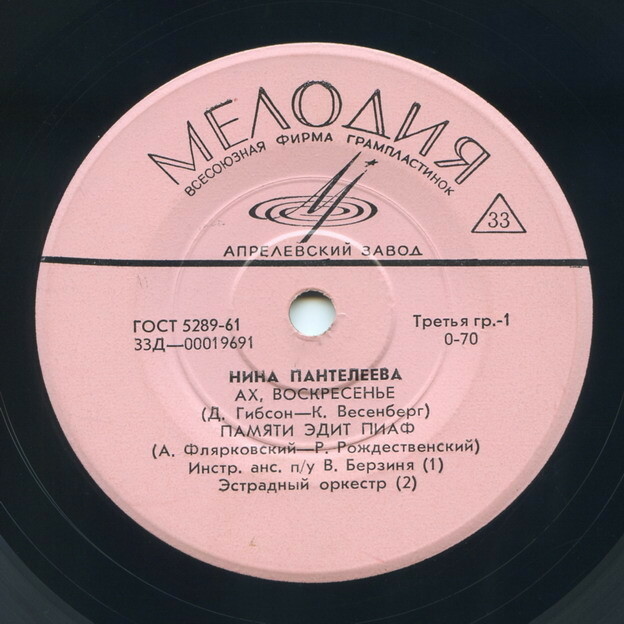 МЕЛОДИЯ
ВСЕСОЮЗНАЯ ФИРМА ГРАМПЛАСТИНОК
33
АПРЕЛЕВСКИЙ ЗАВОД
ГОСТ 5289-61
Третья гр.-1
33Д—00019691
0-70
НИНА ПАНТЕЛЕЕВА
АХ, ВОСКРЕСЕНЬЕ
(Д. Гибсон—К. Весенберг)
ПАМЯТИ ЭДИТ ПИАФ
(А. Флярковский—Р. Рождественский)
Инстр. анс. п/у В. Берзиня (1)
Эстрадный оркестр (2)